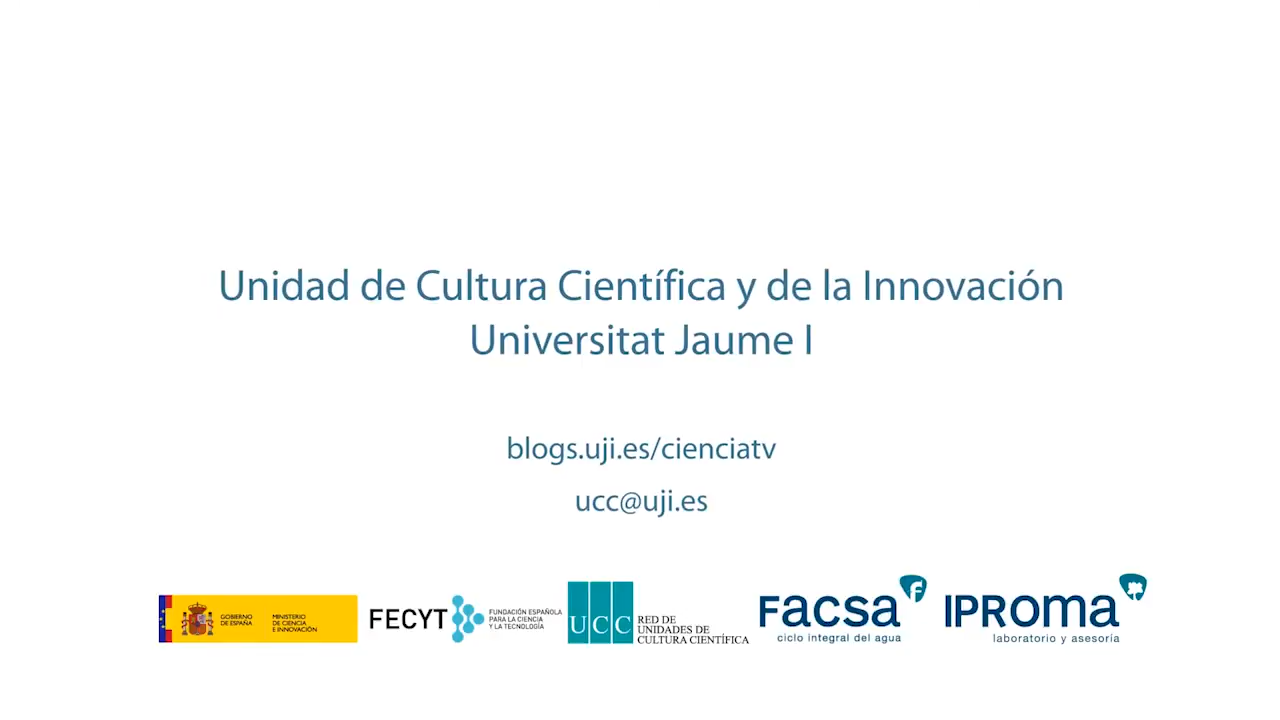 Unidad de Cultura Científica y de la Innovación
Universitat Jaume I
blogs.uji.es/cienciatv
ucc@uji.es
GOBIERNO
DE ESPAÑA
MINISTERIO
DE CIENCIA
E INNOVACIÓN
FECYT
FUNDACIÓN ESPAÑOLA
PARA LA CIENCIA
Y LA TECNOLOGÍA
UCC
RED DE
UNIDADES DE
CULTURA CIENTÍFICA
FACSA
ciclo integral del agua
IPROMA
laboratorio y asesoría